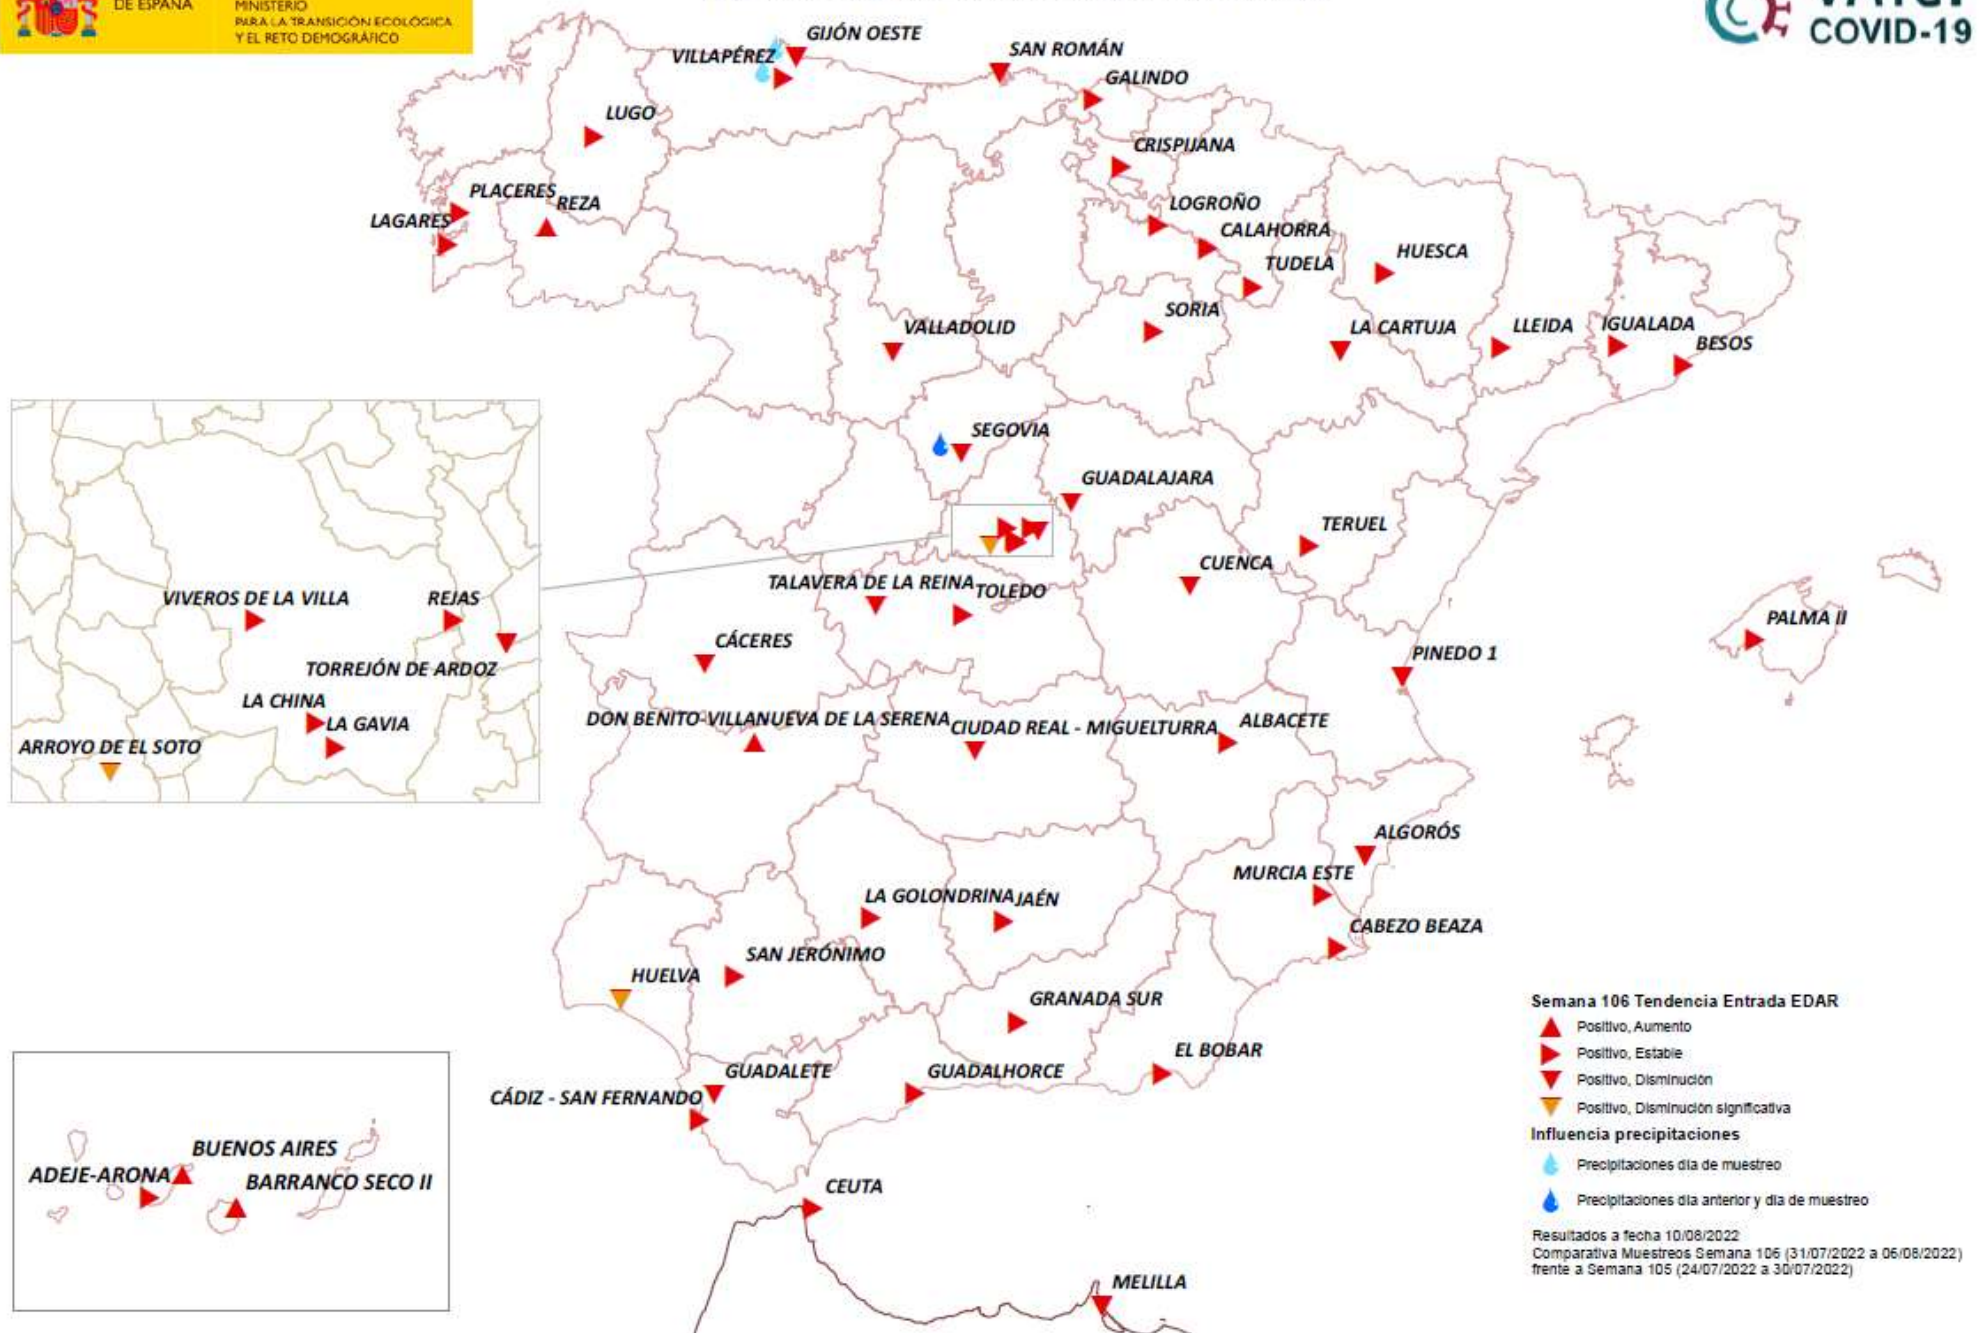 DE ESPAÑA
MINISTERIO
PARA LA TRANSICIÓN ECOLÓGICA
Y EL RETO DEMOGRÁFICO
COVID-19
GIJÓN OESTE
VILLAPÉREZ
SAN ROMÁN
GALINDO
LUGO
CRISPIJANA
PLACERES
REZA
LAGARES
LOGROÑO
CALAHORRA
TUDELA
HUESCA
SORIA
VALLADOLID
LA CARTUJA
LLEIDA
IGUALADA
BESOS
SEGOVIA
GUADALAJARA
TERUEL
CUENCA
TALAVERA DE LA REINA
TOLEDO
VIVEROS DE LA VILLA
REJAS
TORREJÓN DE ARDOZ
LA CHINA
LA GAVIA
ARROYO DE EL SOTO
CÁCERES
PALMA II
PINEDO 1
DON BENITO-VILLANUEVA DE LA SERENA
CIUDAD REAL - MIGUELTURRA
ALBACETE
ALGORÓS
MURCIA ESTE
LA GOLONDRINA
JAÉN
CABEZO BEAZA
SAN JERÓNIMO
HUELVA
GRANADA SUR
EL BOBAR
GUADALETE
GUADALHORCE
CÁDIZ - SAN FERNANDO
BUENOS AIRES
ADEJE-ARONA
BARRANCO SECO II
CEUTA
MELILLA
Semana 106 Tendencia Entrada EDAR
Positivo, Aumento
Positivo, Estable
Positivo, Disminución
Positivo, Disminución significativa
Influencia precipitaciones
Precipitaciones día de muestreo
Precipitaciones día anterior y día de muestreo
Resultados a fecha 10/08/2022
Comparativa Muestreos Semana 106 (31/07/2022 a 06/08/2022)
frente a Semana 105 (24/07/2022 a 30/07/2022)